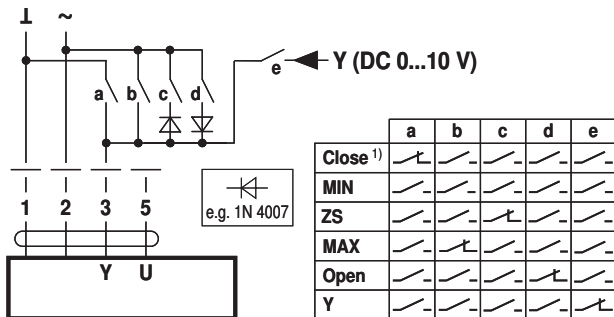 ⊥ ~
e Y (DC 0...10 V)
a b c d
a b c d e
Close 1)
MIN
ZS
MAX
Open
Y
1 2 3 5
e.g. 1N 4007
Y U